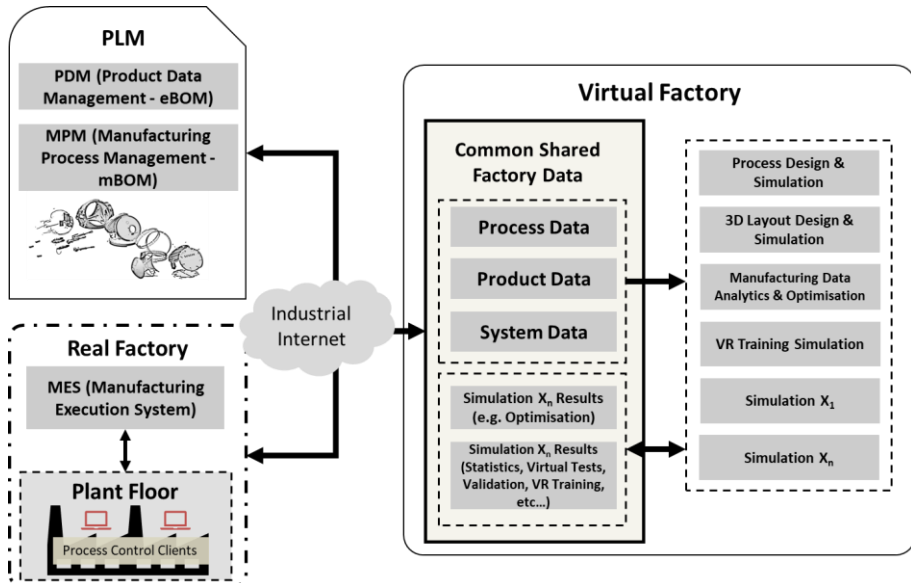 PLM
PDM (Product Data
Management - eBOM)
MPM (Manufacturing
Process Management -
mBOM)
Real Factory
MES (Manufacturing
Execution System)
Plant Floor
Process Control Clients
Industrial
Internet
Virtual Factory
Common Shared
Factory Data
Process Data
Product Data
System Data
Simulation Xn Results
(e.g. Optimisation)
Simulation Xn Results
(Statistics, Virtual Tests,
Validation, VR Training,
etc...)
Process Design &
Simulation
3D Layout Design &
Simulation
Manufacturing Data
Analytics & Optimisation
VR Training Simulation
Simulation X1
Simulation Xn